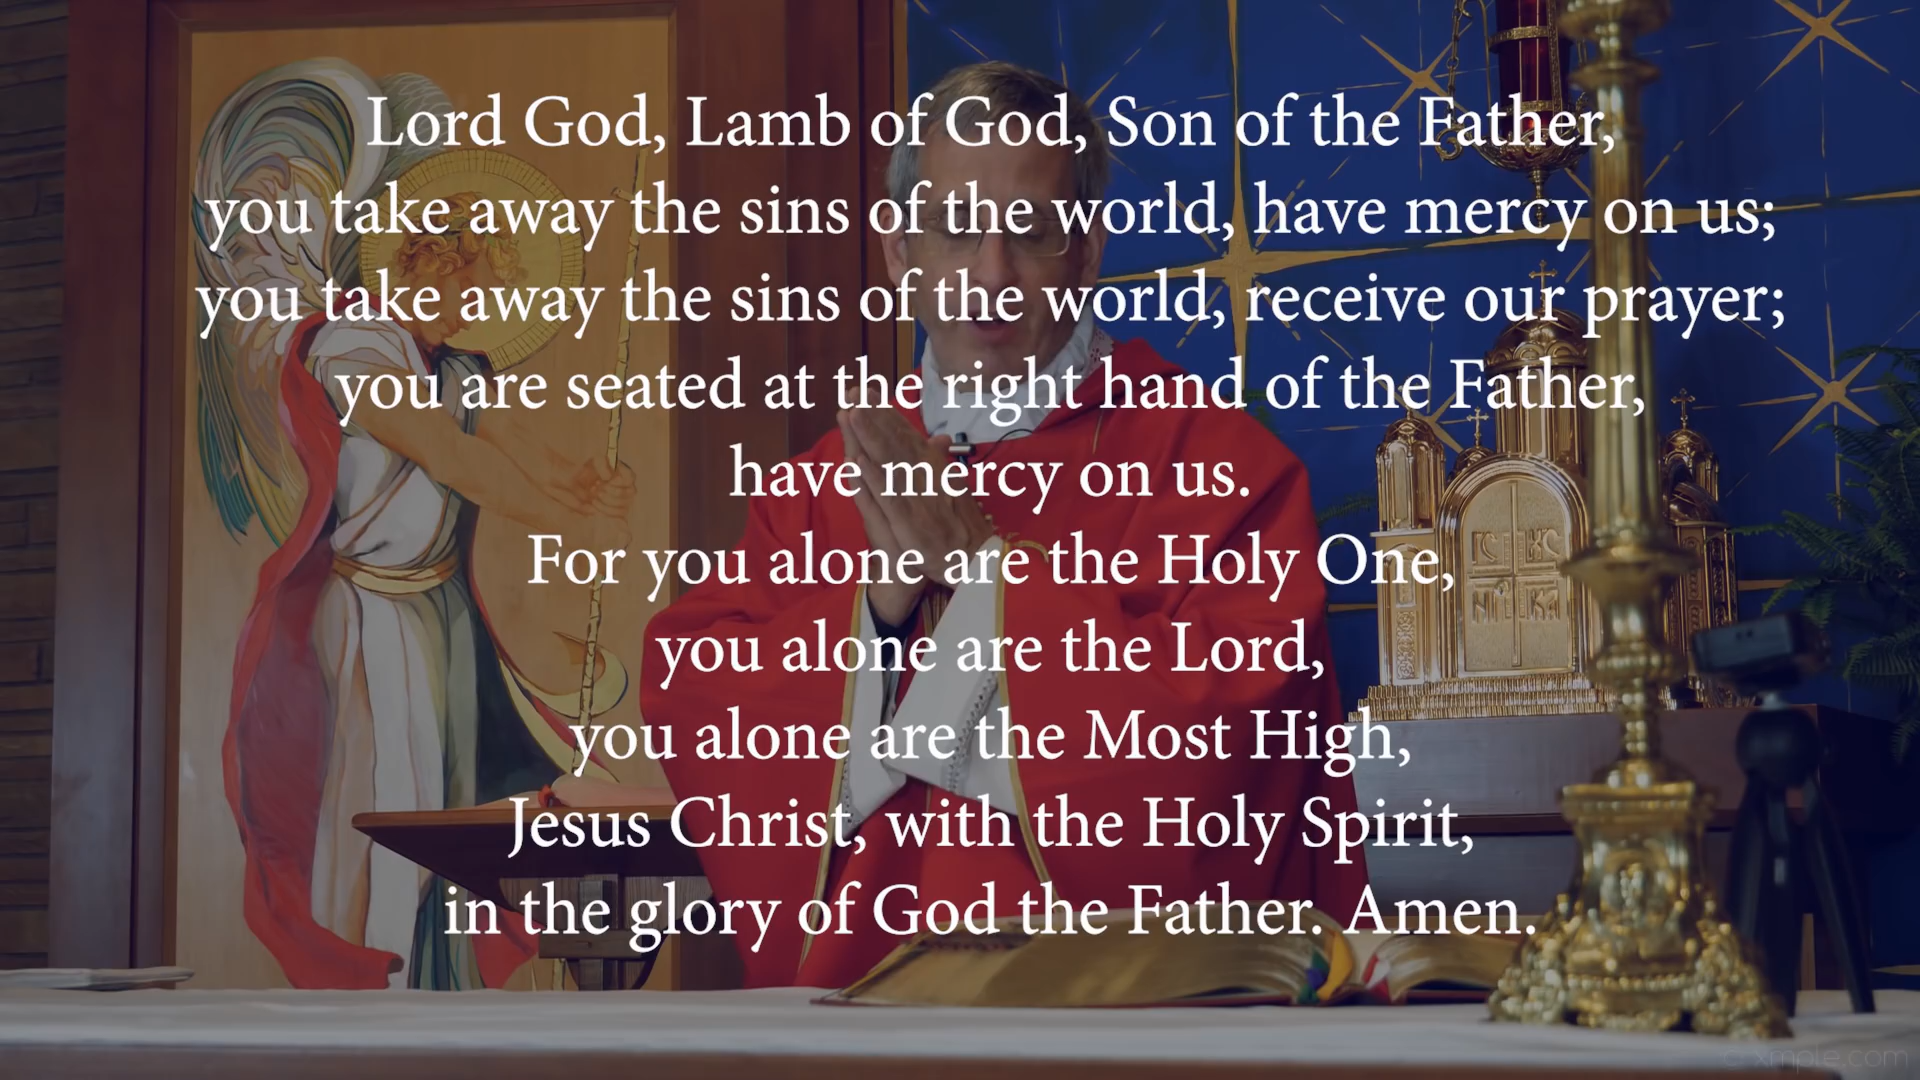 Lord God, Lamb of God, Son of the Father,
you take away the sins of the world, have mercy on us;
you take away the sins of the world, receive our prayer;
you are seated at the right hand of the Father,
have mercy on us.
For you alone are the Holy One,
you alone are the Lord,
you alone are the Most High,
Jesus Christ, with the Holy Spirit,
in the glory of God the Father. Amen.
xmple.com